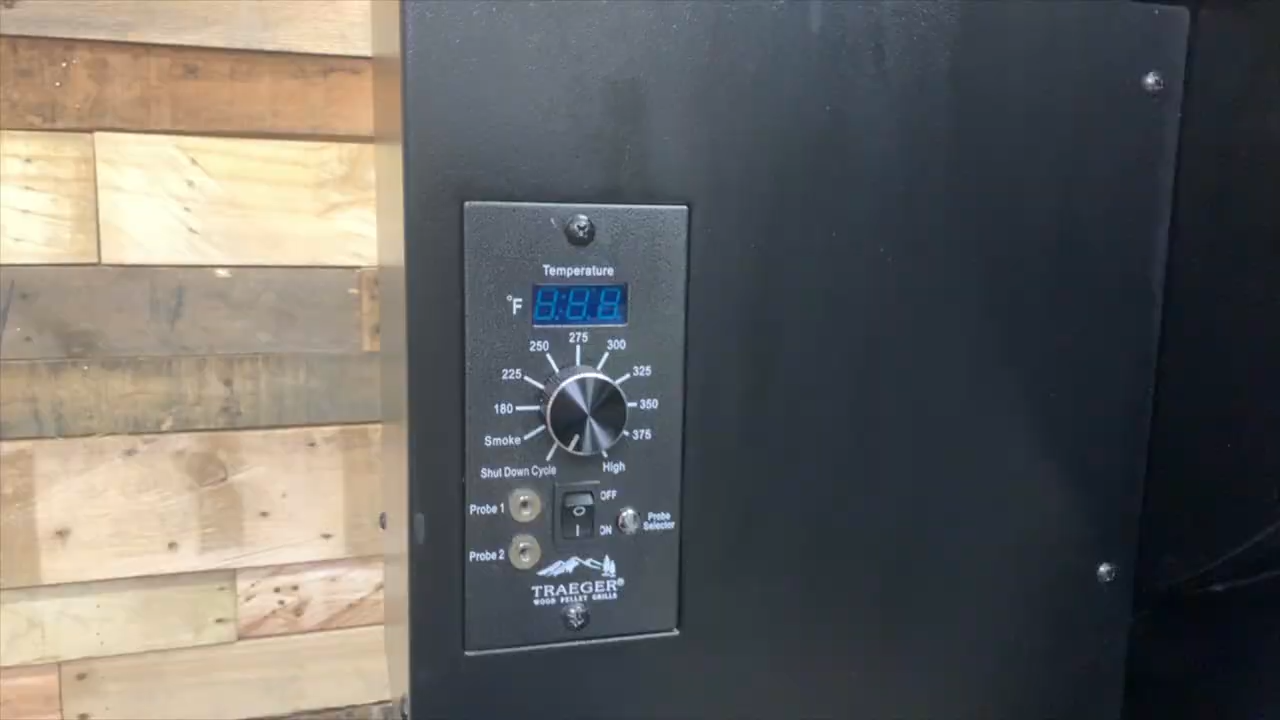 Temperature
°F
275
250
300
225
325
180
350
Smoke
375
Shut Down Cycle
High
Probe 1
OFF
Probe
Selector
ON
Probe 2
TRAEGER®
WOOD PELLET GRILLS